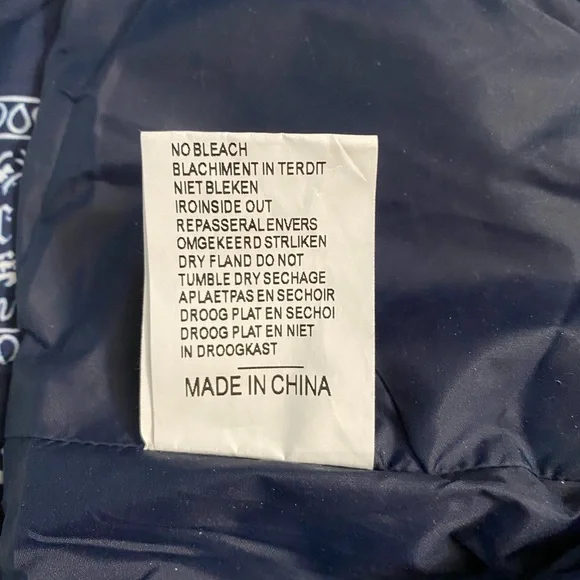 NO BLEACH
BLACHIMENT IN TERDIT
NIET BLEKEN
IRONINSIDE OUT
REPASSERAL ENVERS
OMGEKEERD STRLIKEN
DRY FLAND DO NOT
TUMBLE DRY SECHAGE
APLAETPAS EN SECHOIR
DROOG PLAT EN SECHOI
DROOG PLAT EN NIET
IN DROOGKAST
MADE IN CHINA